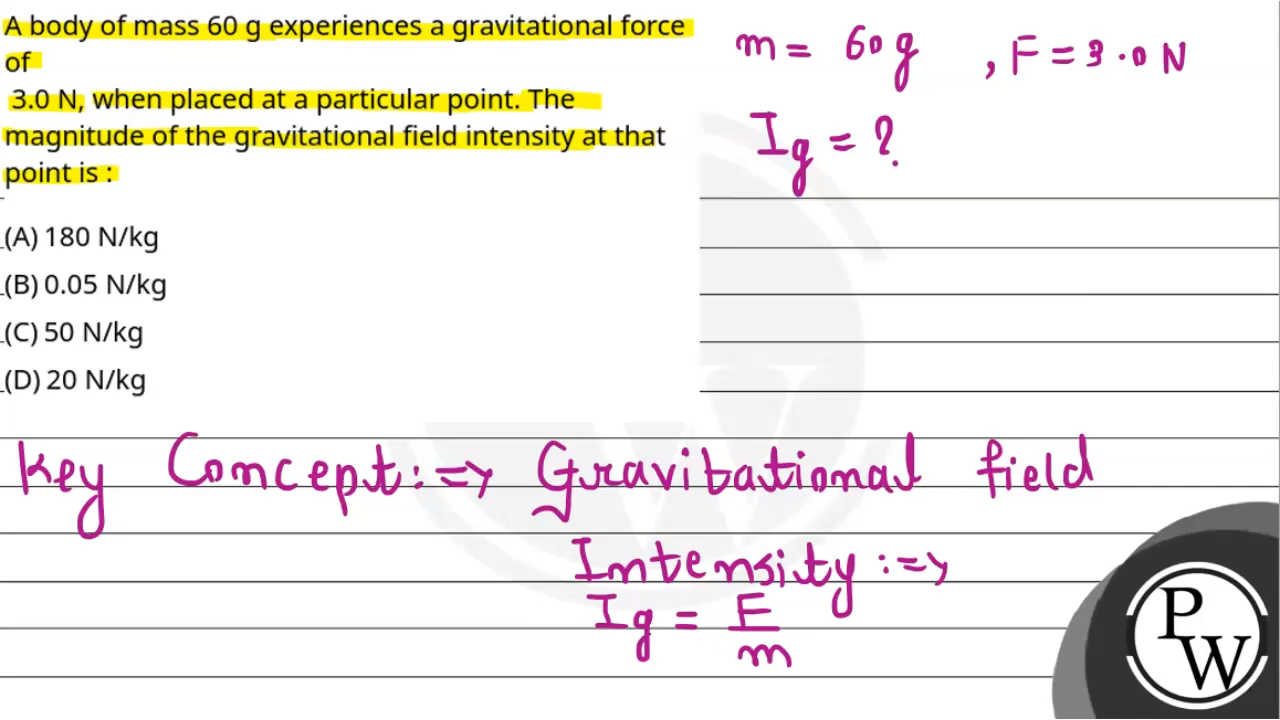 A body of mass 60 g experiences a gravitational force
of
3.0 N, when placed at a particular point. The
magnitude of the gravitational field intensity at that
point is :
(A) 180 N/kg
(B) 0.05 N/kg
(C) 50 N/kg
(D) 20 N/kg
m = 60 g , F = 3.0 N
Ig = ?
Key Concept: => Gravitational field
Intensity : =>
Ig = F/m
PW